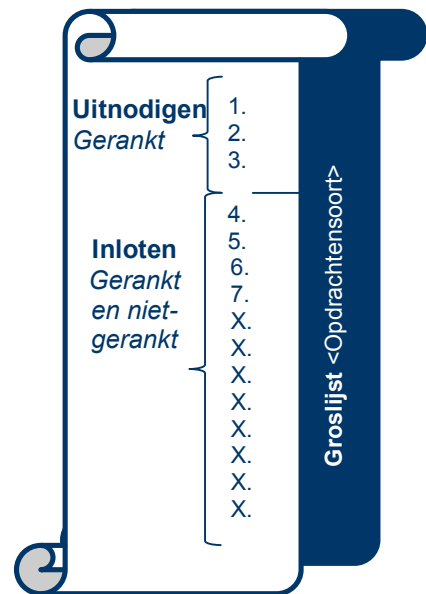 Uitnodigen
Gerankt
1.
2.
3.
Inloten
Gerankt
en niet-
gerankt
4.
5.
6.
7.
X.
X.
X.
X.
X.
X.
X.
X.
Groslijst <Opdrachtensoort>